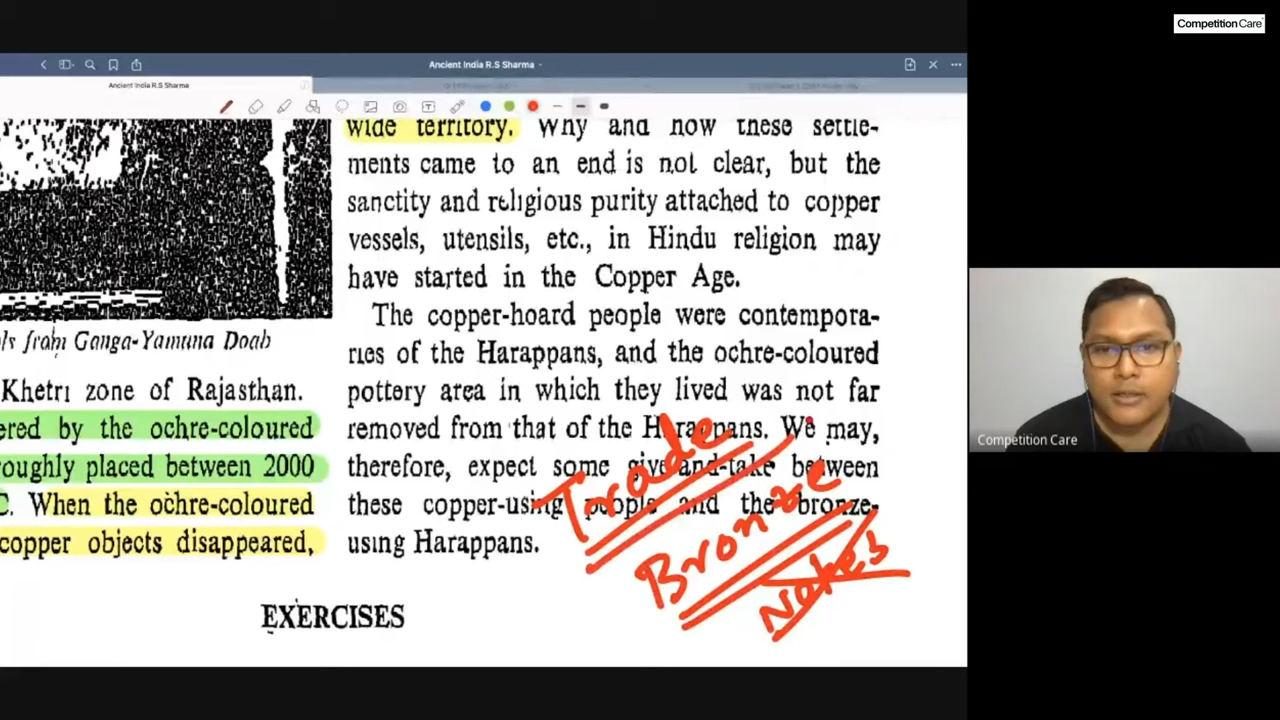 Competition Care
Ancient India R.S Sharma
Ancient India R.S Sharma
wide territory. Why and how these settle-
ments came to an end is not clear, but the
sanctity and religious purity attached to copper
vessels, utensils, etc., in Hindu religion may
have started in the Copper Age.
The copper-hoard people were contempora-
ries of the Harappans, and the ochre-coloured
pottery area in which they lived was not far
removed from that of the Harappans. We may,
therefore, expect some give-and-take between
these copper-using people and the bronze-
using Harappans.
from Ganga-Yamuna Doab
Khetri zone of Rajasthan.
ered by the ochre-coloured
roughly placed between 2000
C. When the ochre-coloured
copper objects disappeared,
Trade
Bronze
Notes
EXERCISES
Competition Care